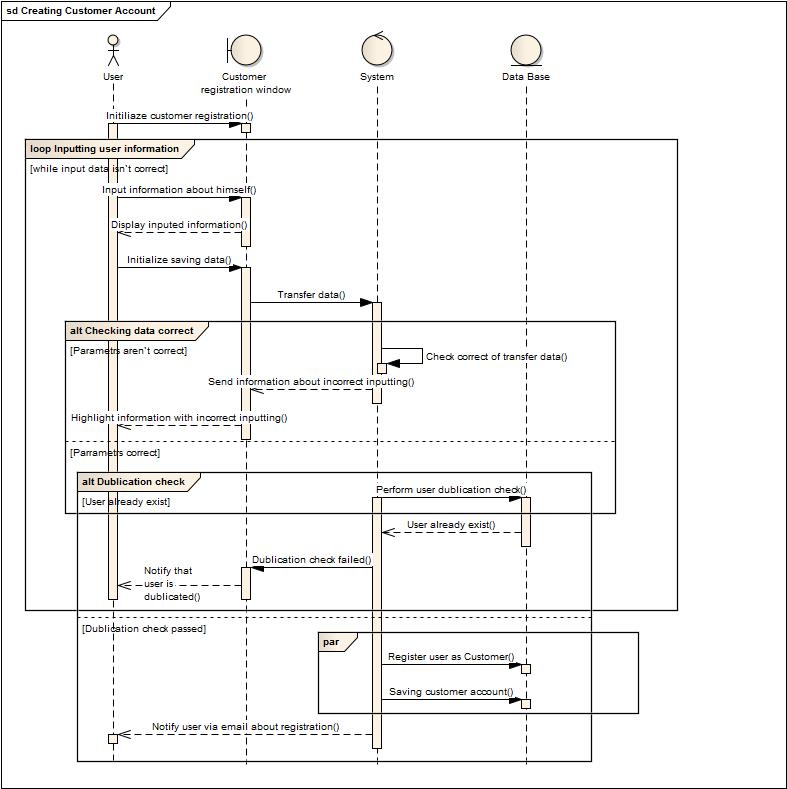 sd Creating Customer Account
User
Customer
registration window
System
Data Base
Initiliaze customer registration()
loop Inputting user information
[while input data isn't correct]
Input information about himself()
Display inputed information()
Initialize saving data()
Transfer data()
alt Checking data correct
[Parametrs aren't correct]
Check correct of transfer data()
Send information about incorrect inputting()
Highlight information with incorrect inputting()
[Parrametrs correct]
alt Dublication check
Perform user dublication check()
[User already exist]
User already exist()
Dublication check failed()
Notify that
user is
dublicated()
[Dublication check passed]
par
Register user as Customer()
Saving customer account()
Notify user via email about registration()